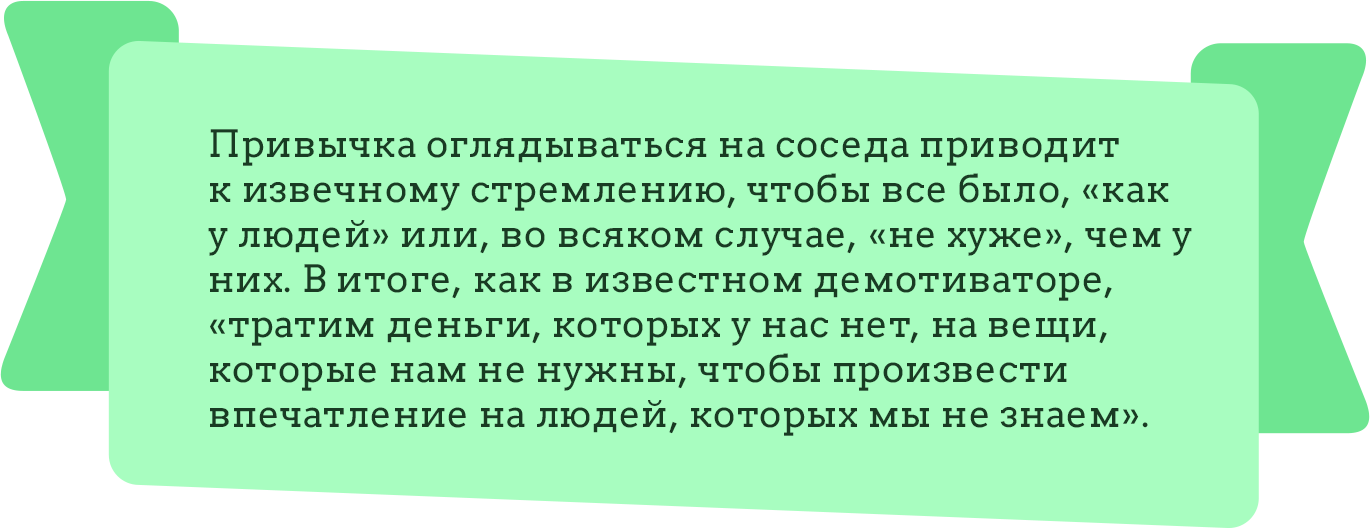 Привычка оглядываться на соседа приводит
к извечному стремлению, чтобы все было, «как
у людей» или, во всяком случае, «не хуже», чем у
них. В итоге, как в известном демотиваторе,
«тратим деньги, которых у нас нет, на вещи,
которые нам не нужны, чтобы произвести
впечатление на людей, которых мы не знаем».